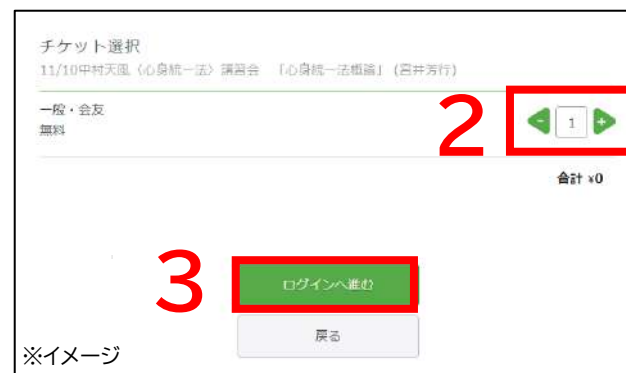 チケット選択
11/10中村天風〈心身統一法〉講習会 「心身統一法概論」(宮井芳行)
一般・会友
無料
2
- 1 +
合計 ¥0
3
ログインへ進む
戻る
※イメージ